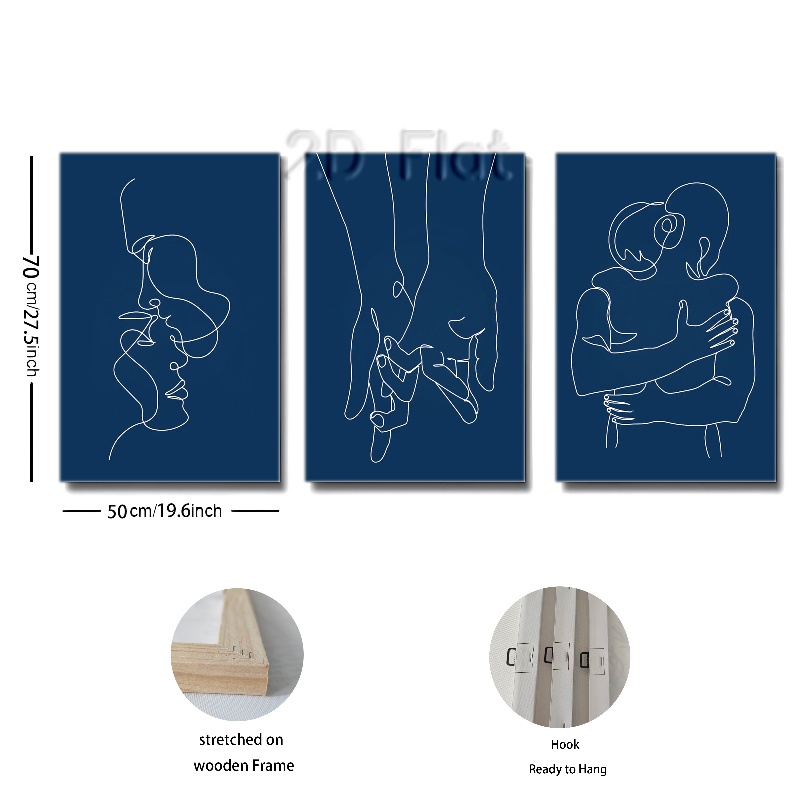 2D Flat
70 cm/27.5inch
50cm/19.6inch
stretched on
wooden Frame
Hook
Ready to Hang